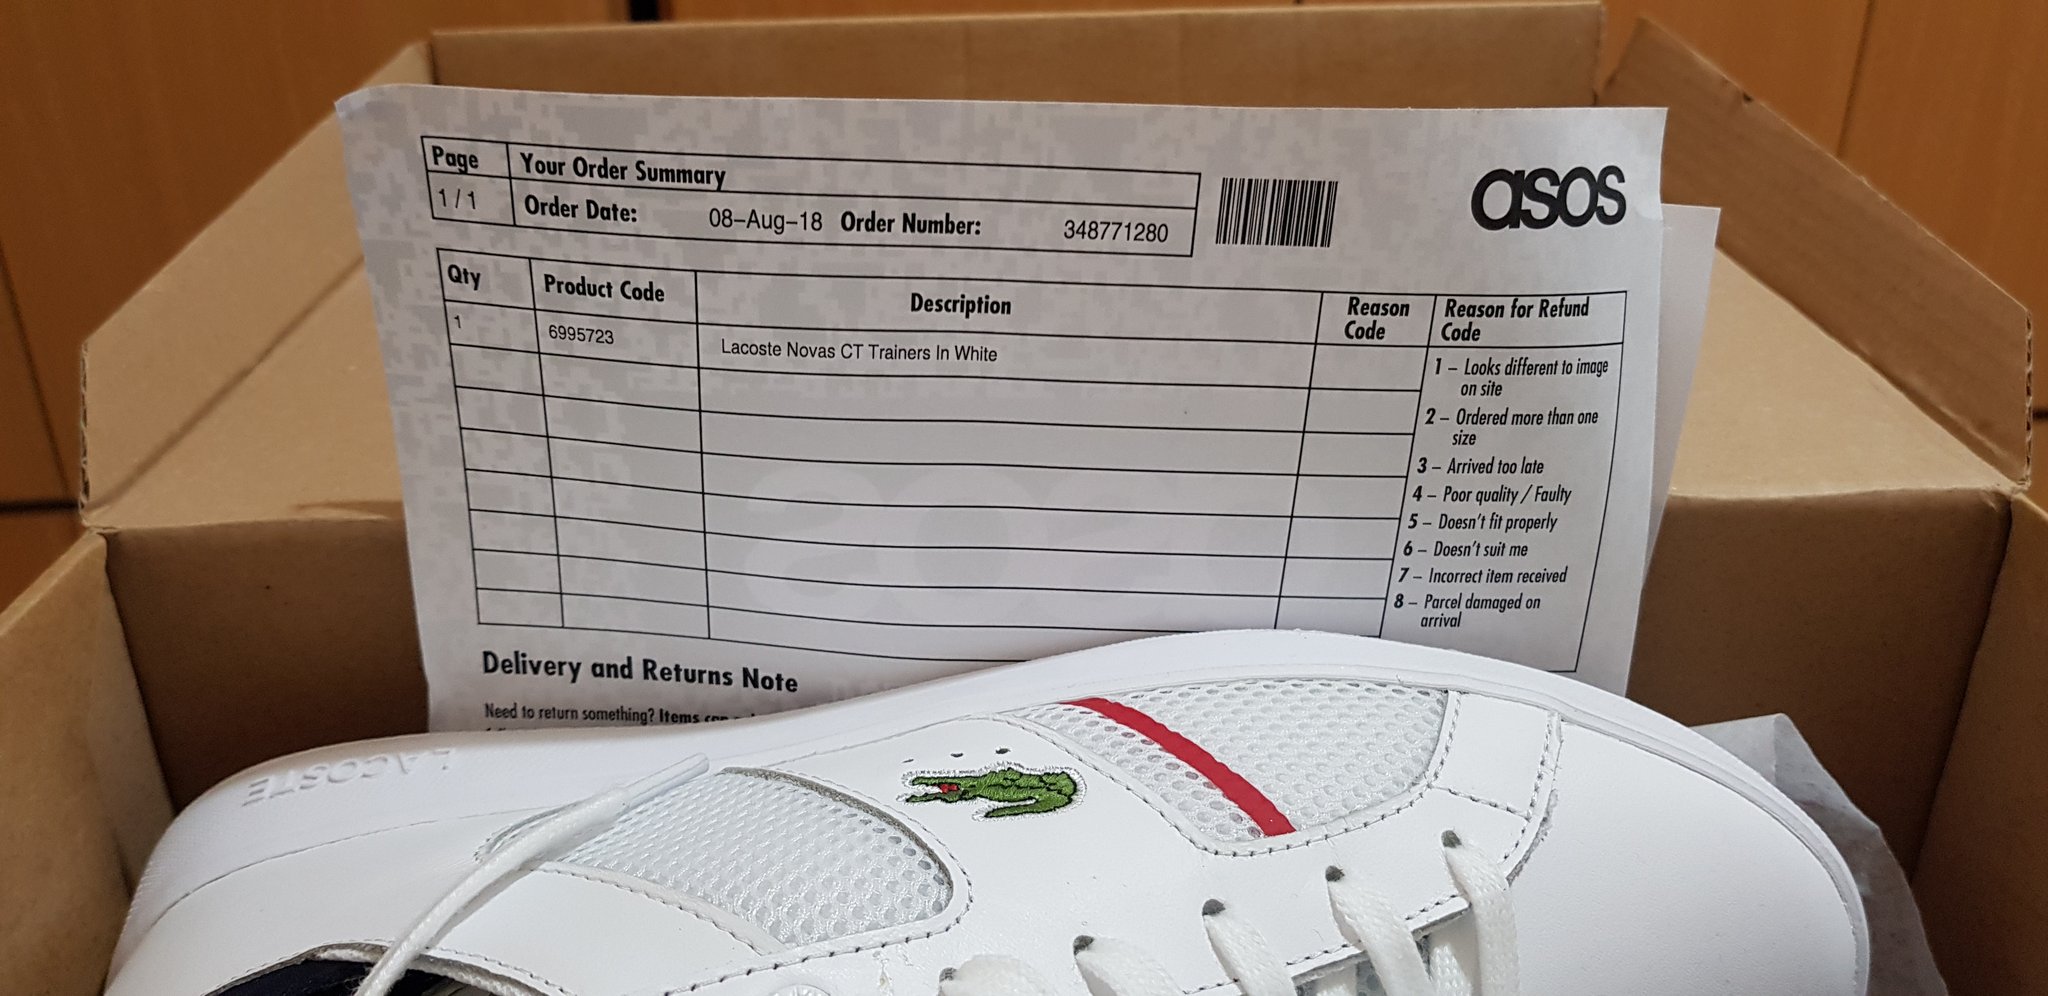 Page
Your Order Summary
1 / 1
Order Date: 08-Aug-18 Order Number: 348771280
asos
Qty
Product Code
Description
Reason
Code
Reason for Refund
Code
1
6995723
Lacoste Novas CT Trainers In White
1 – Looks different to image
on site
2 – Ordered more than one
size
3 – Arrived too late
4 – Poor quality / Faulty
5 – Doesn't fit properly
6 – Doesn't suit me
7 – Incorrect item received
8 – Parcel damaged on
arrival
Delivery and Returns Note
Need to return something? Items
LACOSTE